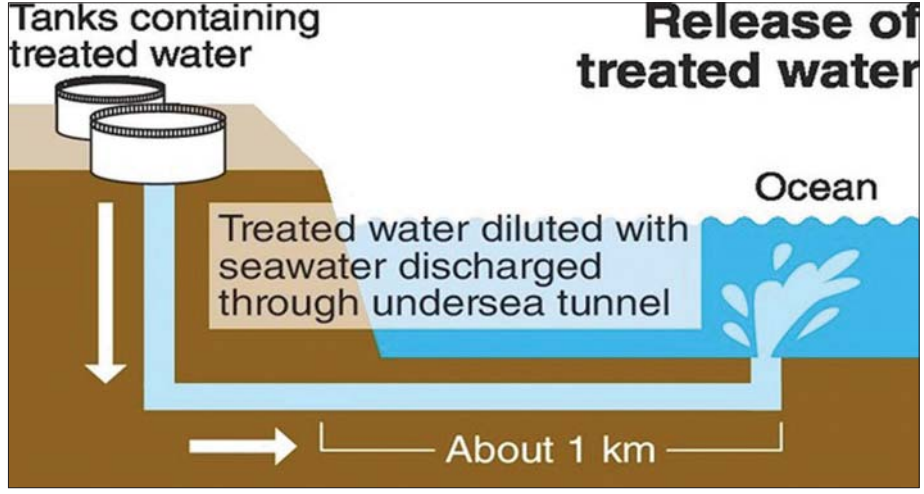 Tanks containing
treated water
Release of
treated water
Ocean
Treated water diluted with
seawater discharged
through undersea tunnel
About 1 km